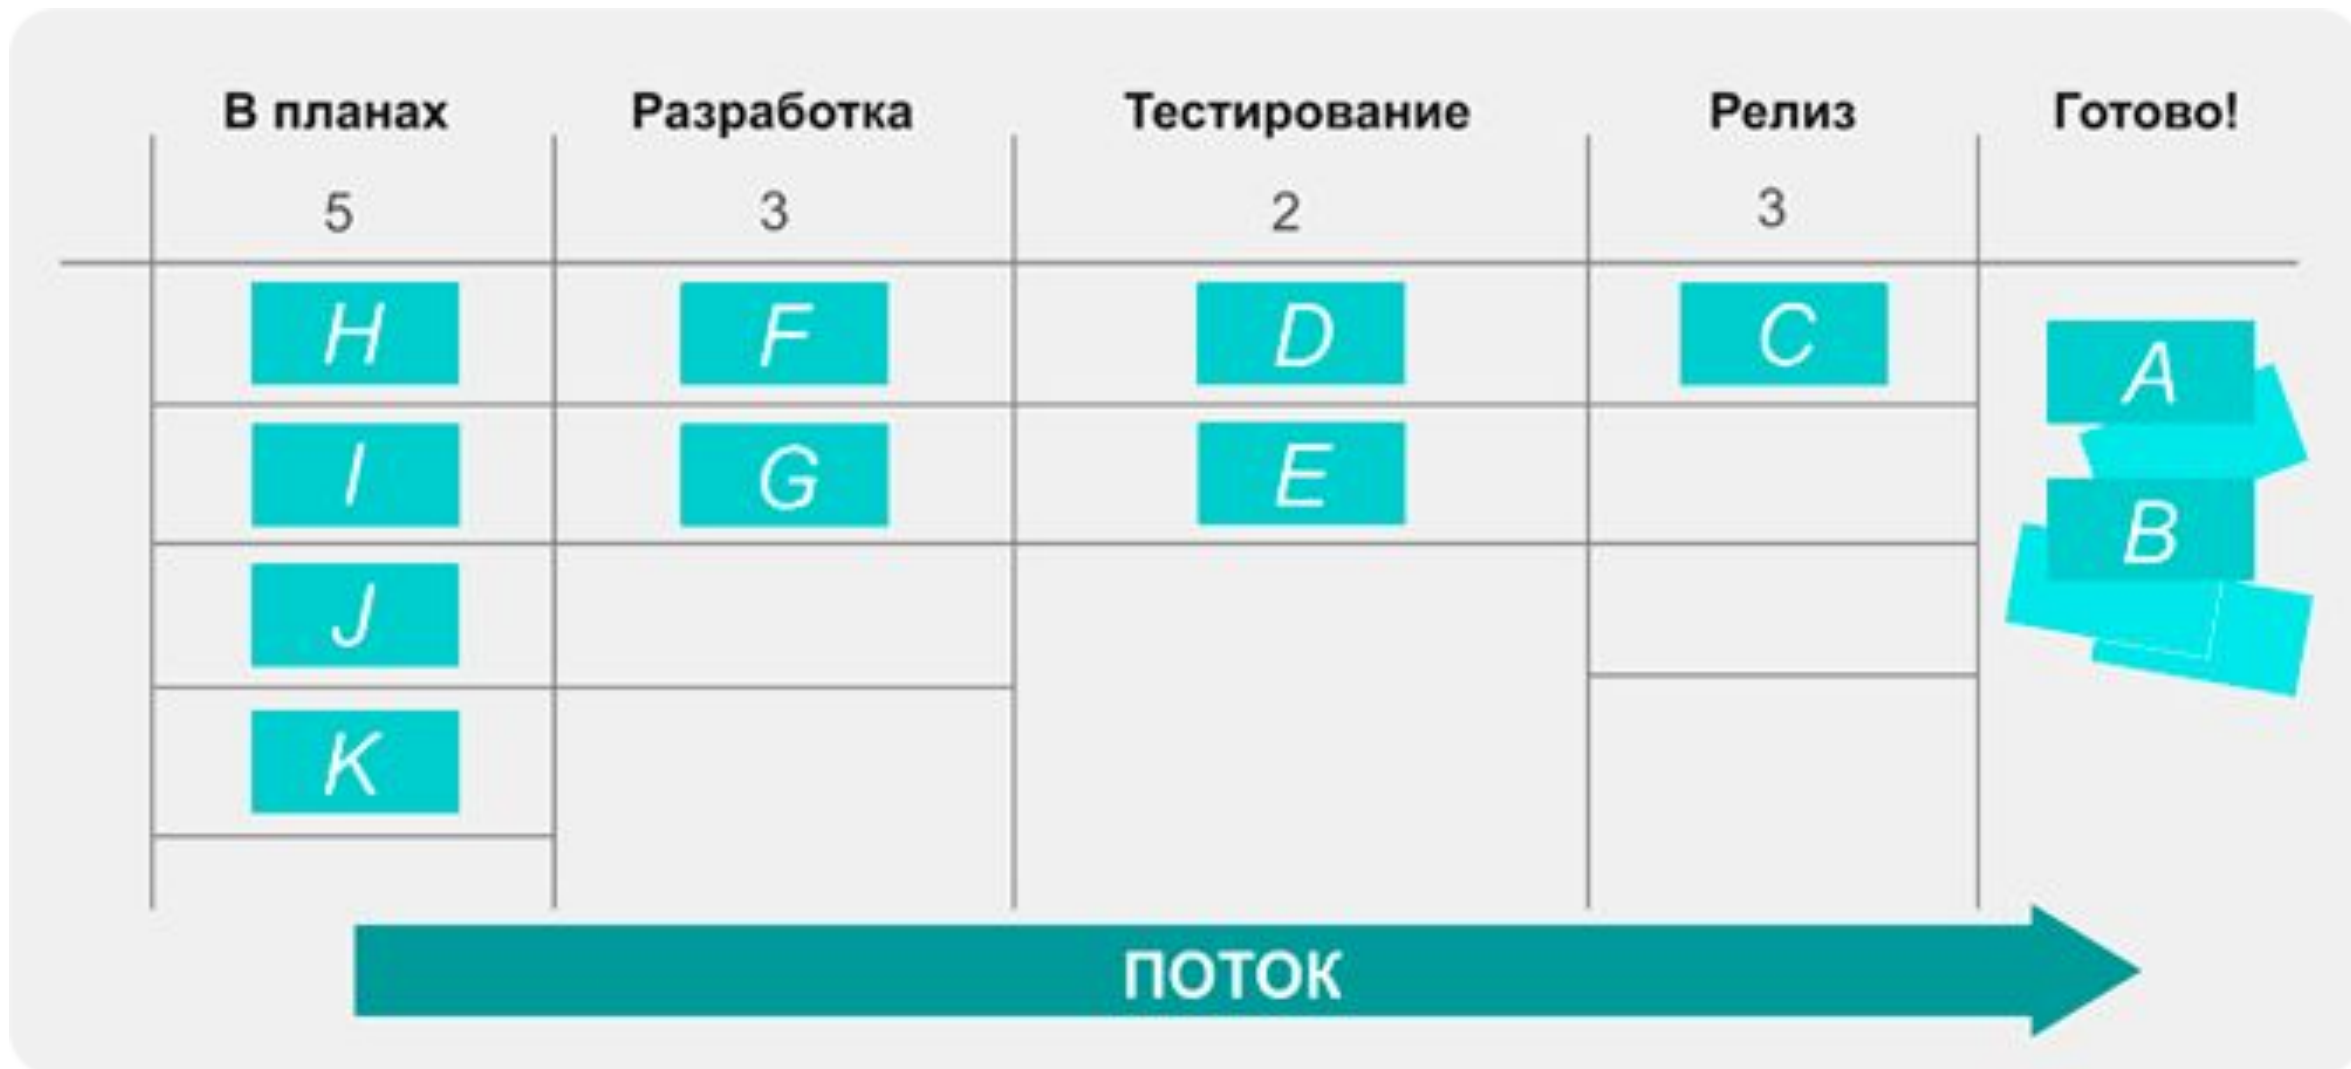 В планах Разработка Тестирование Релиз Готово!
5 3 2 3
H F D C A
I G E B
J
K
ПОТОК